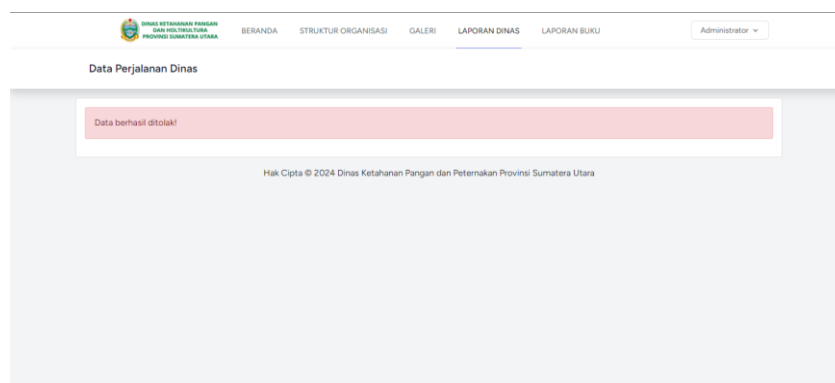 DINAS KETAHANAN PANGAN
DAN HOLTIKULTURA
PROVINSI SUMATERA UTARA
BERANDA STRUKTUR ORGANISASI GALERI LAPORAN DINAS LAPORAN BUKU Administrator
Data Perjalanan Dinas
Data berhasil ditolak!
Hak Cipta © 2024 Dinas Ketahanan Pangan dan Peternakan Provinsi Sumatera Utara